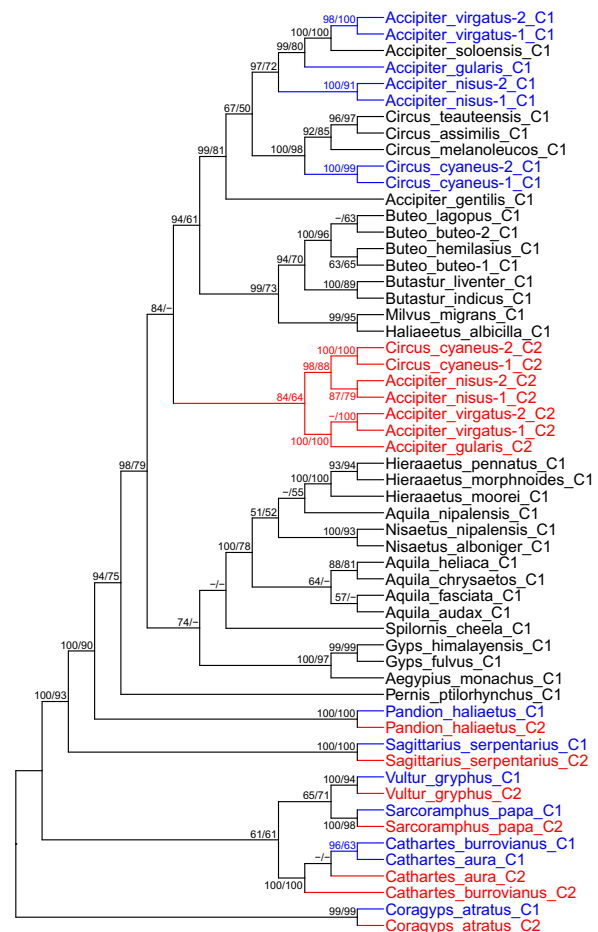 Accipiter_virgatus-2_C1
98/100
Accipiter_virgatus-1_C1
100/100
Accipiter_soloensis_C1
99/80
Accipiter_gularis_C1
97/72
Accipiter_nisus-2_C1
100/91
Accipiter_nisus-1_C1
67/50
Circus_teauteensis_C1
96/97
Circus_assimilis_C1
92/85
Circus_melanoleucos_C1
100/98
Circus_cyaneus-2_C1
100/99
Circus_cyaneus-1_C1
99/81
Accipiter_gentilis_C1
Buteo_lagopus_C1
−/63
Buteo_buteo-2_C1
94/61
100/96
Buteo_hemilasius_C1
94/70
63/65
Buteo_buteo-1_C1
Butastur_liventer_C1
100/89
99/73
Butastur_indicus_C1
Milvus_migrans_C1
84/−
99/95
Haliaeetus_albicilla_C1
Circus_cyaneus-2_C2
100/100
Circus_cyaneus-1_C2
98/88
Accipiter_nisus-2_C2
84/64
87/79
Accipiter_nisus-1_C2
Accipiter_virgatus-2_C2
−/100
Accipiter_virgatus-1_C2
100/100
Accipiter_gularis_C2
Hieraaetus_pennatus_C1
93/94
98/79
Hieraaetus_morphnoides_C1
100/100
Hieraaetus_moorei_C1
−/55
Aquila_nipalensis_C1
51/52
Nisaetus_nipalensis_C1
100/93
Nisaetus_alboniger_C1
100/78
Aquila_heliaca_C1
88/81
Aquila_chrysaetos_C1
94/75
−/−
64/−
Aquila_fasciata_C1
57/−
Aquila_audax_C1
74/−
Spilornis_cheela_C1
Gyps_himalayensis_C1
99/99
100/90
Gyps_fulvus_C1
100/97
Aegypius_monachus_C1
Pernis_ptilorhynchus_C1
100/93
Pandion_haliaetus_C1
100/100
Pandion_haliaetus_C2
Sagittarius_serpentarius_C1
100/100
Sagittarius_serpentarius_C2
Vultur_gryphus_C1
100/94
Vultur_gryphus_C2
65/71
Sarcoramphus_papa_C1
100/98
Sarcoramphus_papa_C2
61/61
Cathartes_burrovianus_C1
96/63
Cathartes_aura_C1
−/−
Cathartes_aura_C2
100/100
Cathartes_burrovianus_C2
Coragyps_atratus_C1
99/99
Coragyps_atratus_C2